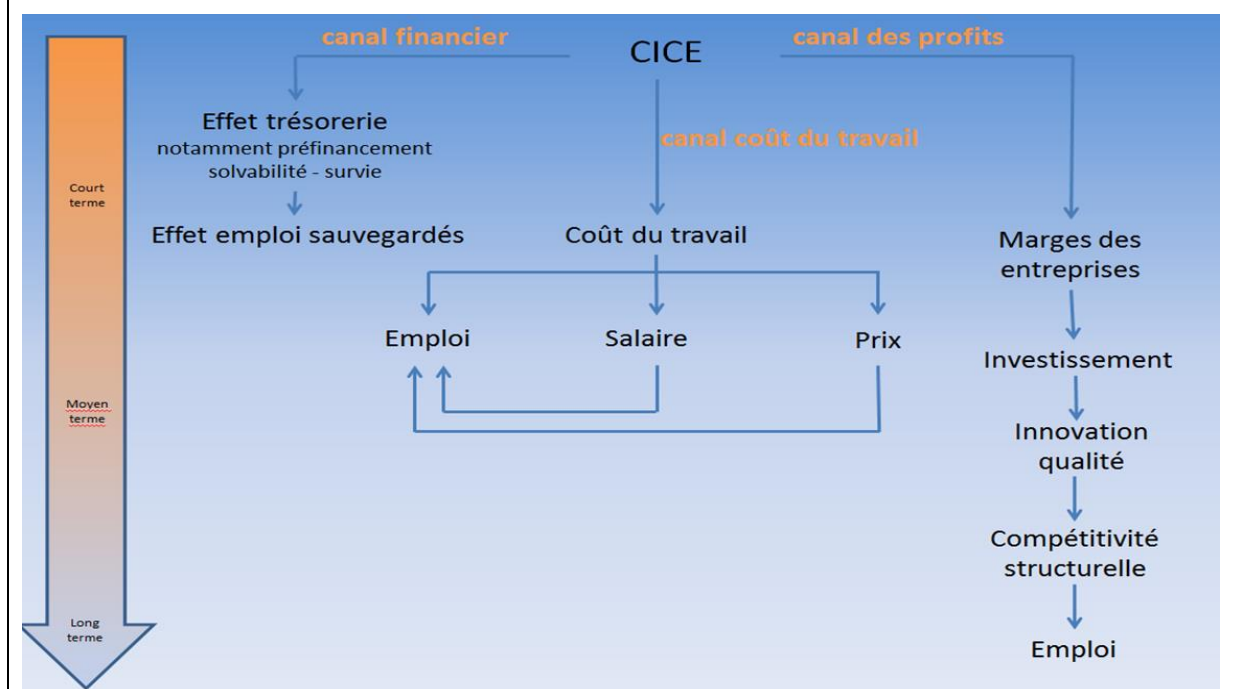 canal financier
CICE
canal des profits
Effet trésorerie
notamment préfinancement
solvabilité - survie
canal coût du travail
Court
terme
Effet emploi sauvegardés
Coût du travail
Marges des
entreprises
Emploi
Salaire
Prix
Investissement
Moyen
terme
Innovation
qualité
Compétitivité
structurelle
Long
terme
Emploi